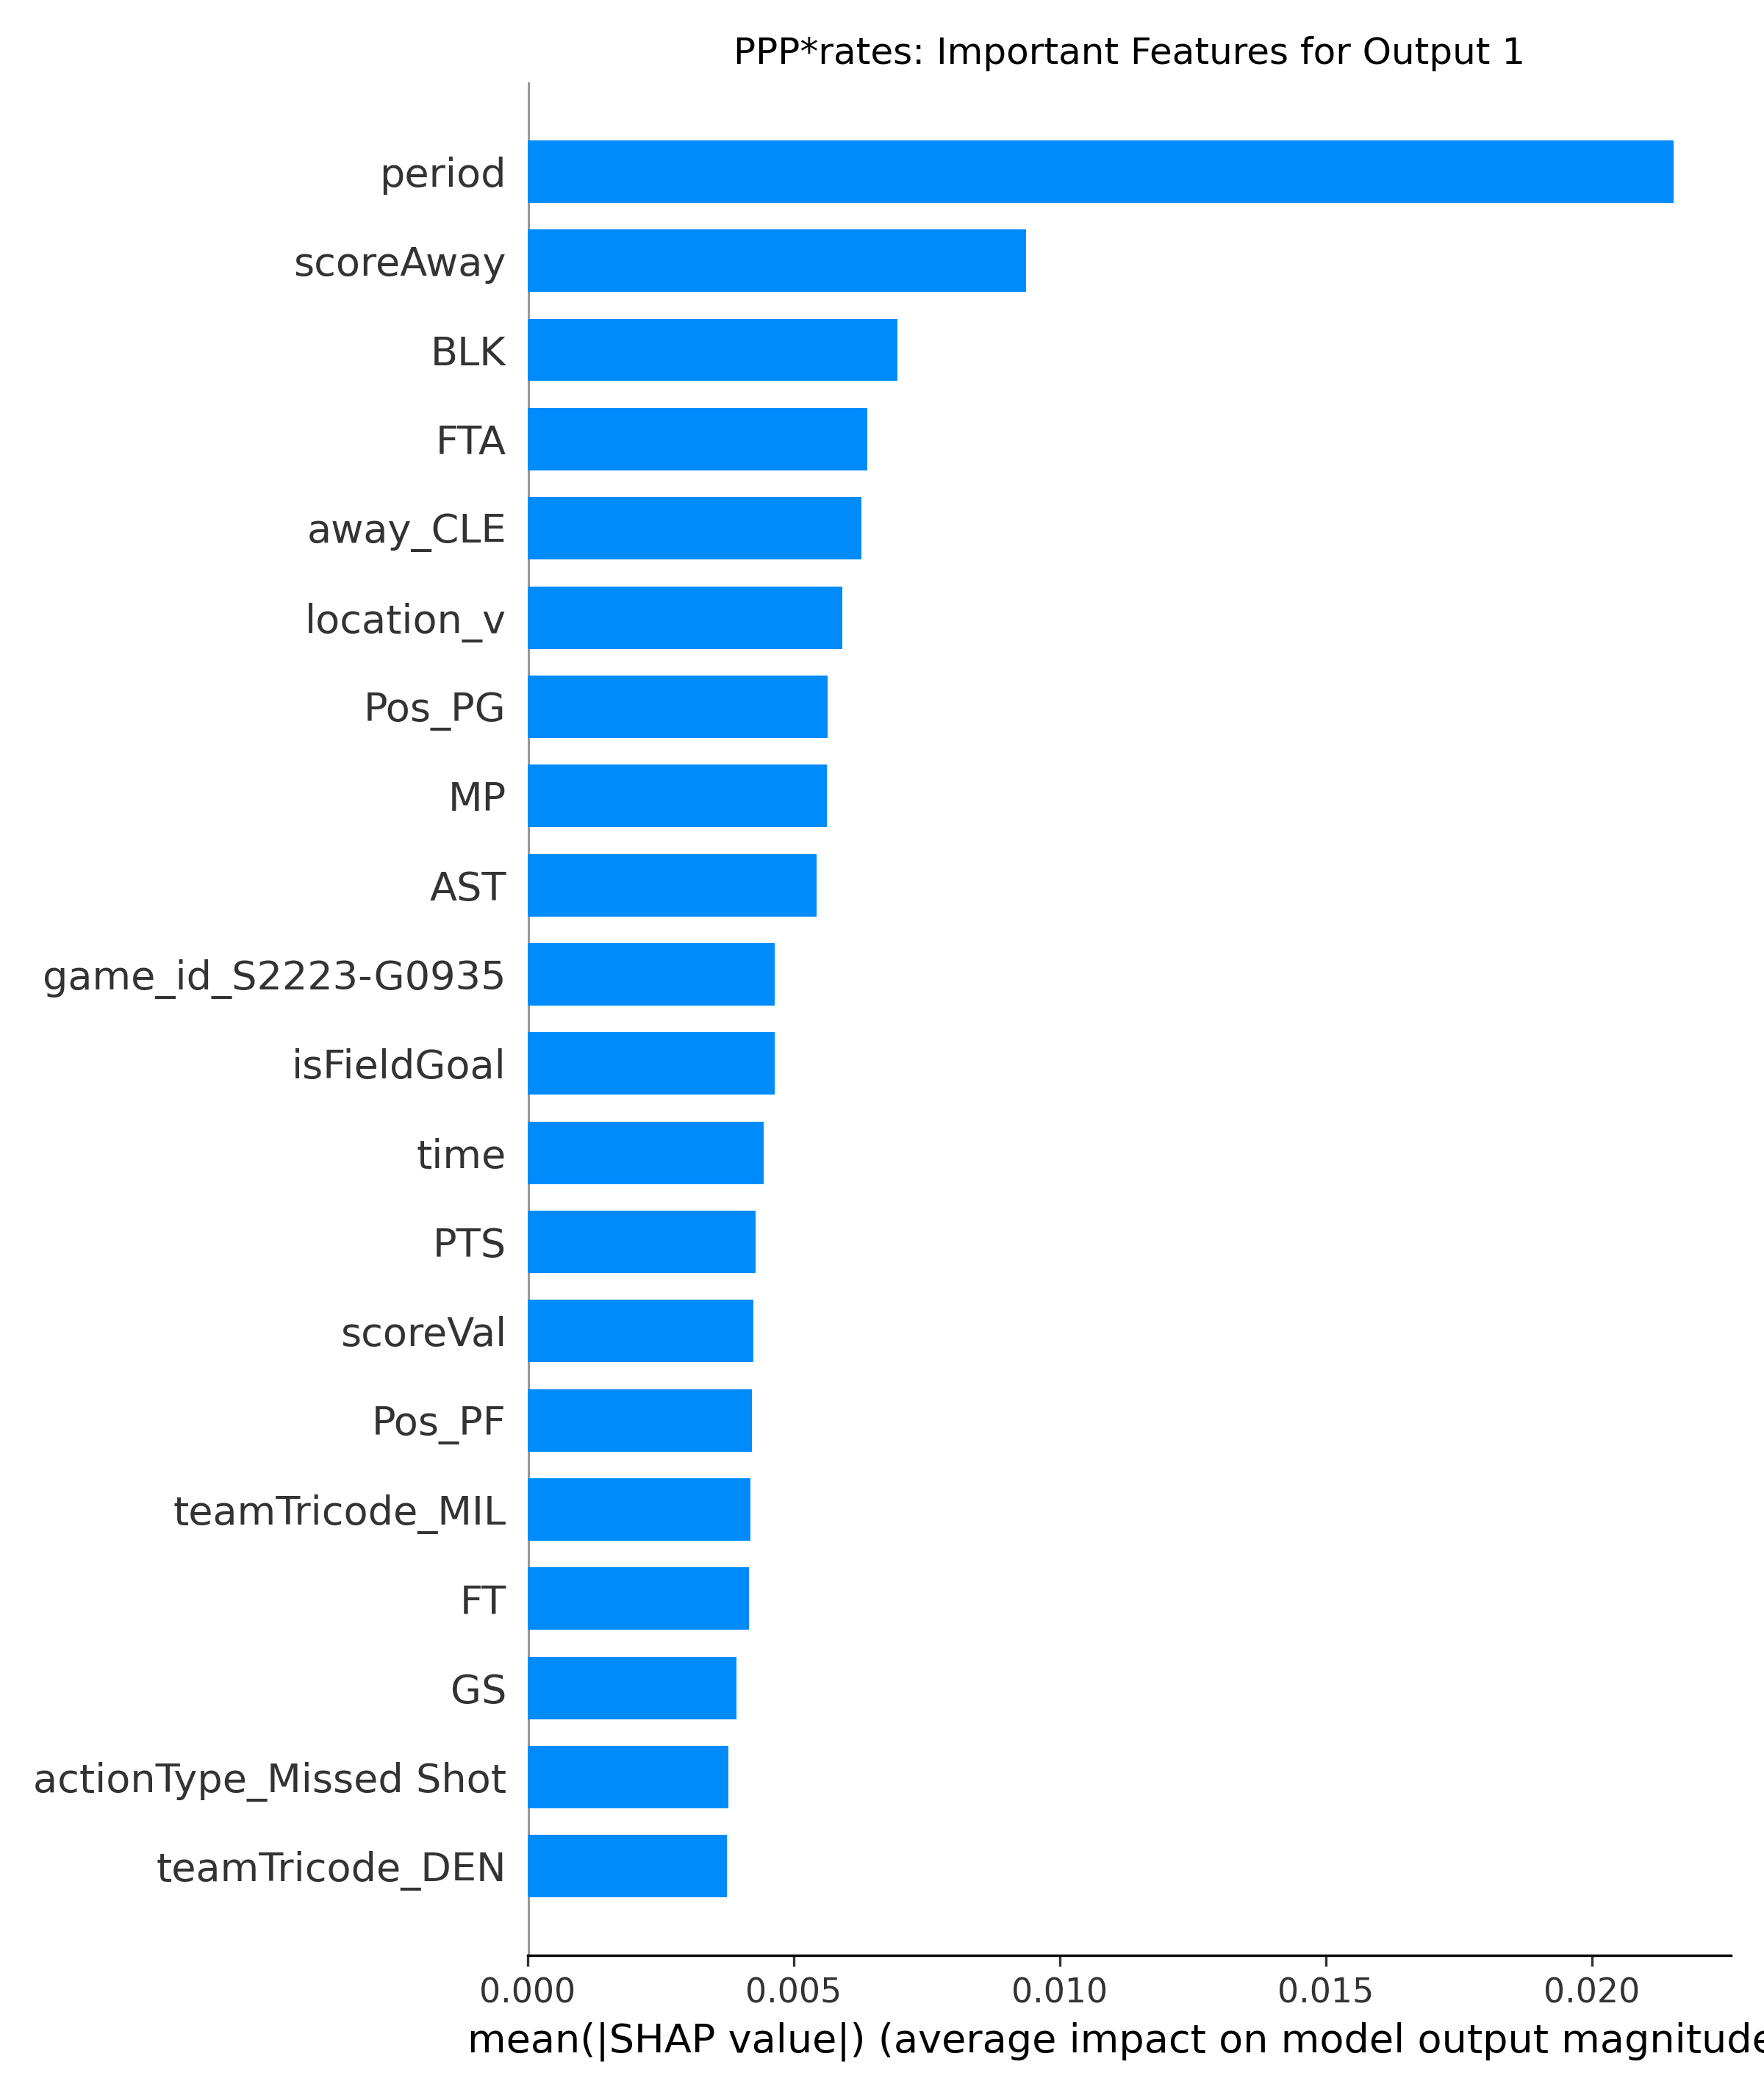 PPP*rates: Important Features for Output 1
period
scoreAway
BLK
FTA
away_CLE
location_v
Pos_PG
MP
AST
game_id_S2223-G0935
isFieldGoal
time
PTS
scoreVal
Pos_PF
teamTricode_MIL
FT
GS
actionType_Missed Shot
teamTricode_DEN
0.000 0.005 0.010 0.015 0.020
mean(|SHAP value|) (average impact on model output magnitude